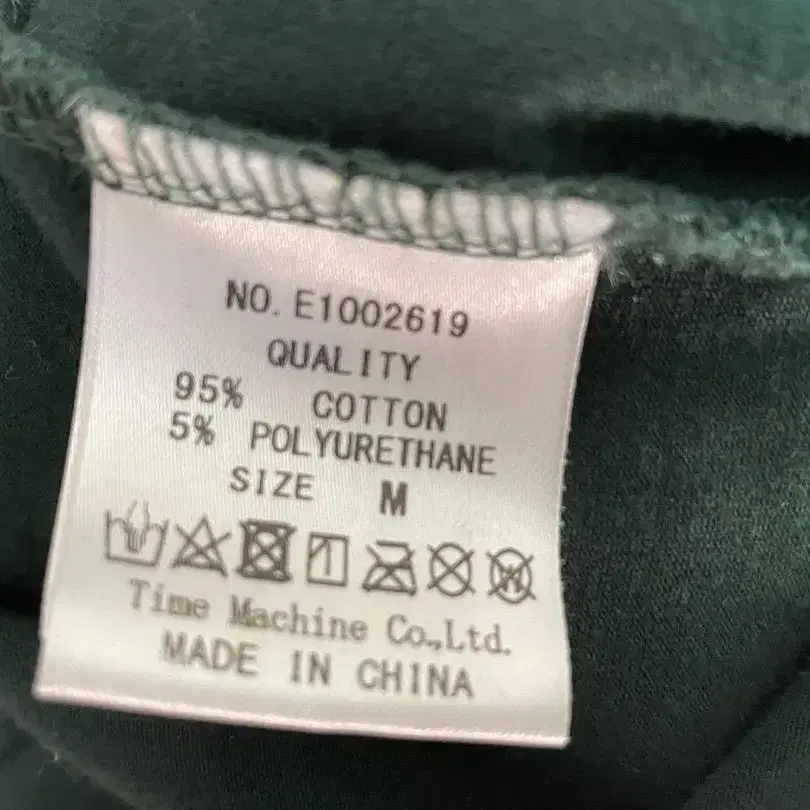 NO. E1002619
QUALITY
95% COTTON
5% POLYURETHANE
SIZE M
Time Machine Co.,Ltd.
MADE IN CHINA